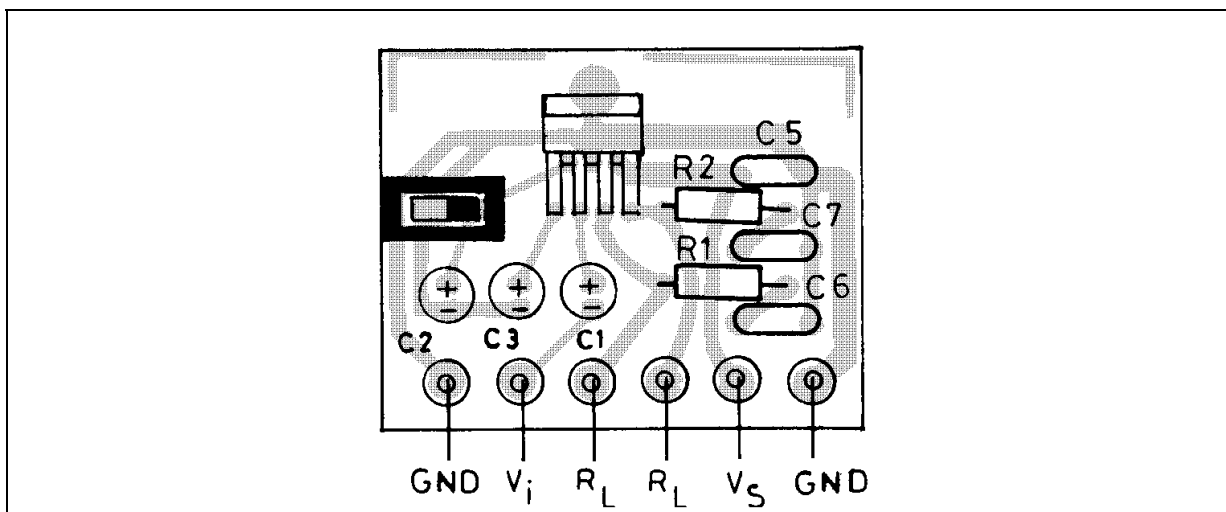 C5
R2
C7
R1
C6
+ + +
- - -
C2 C3 C1
GND Vi RL RL VS GND